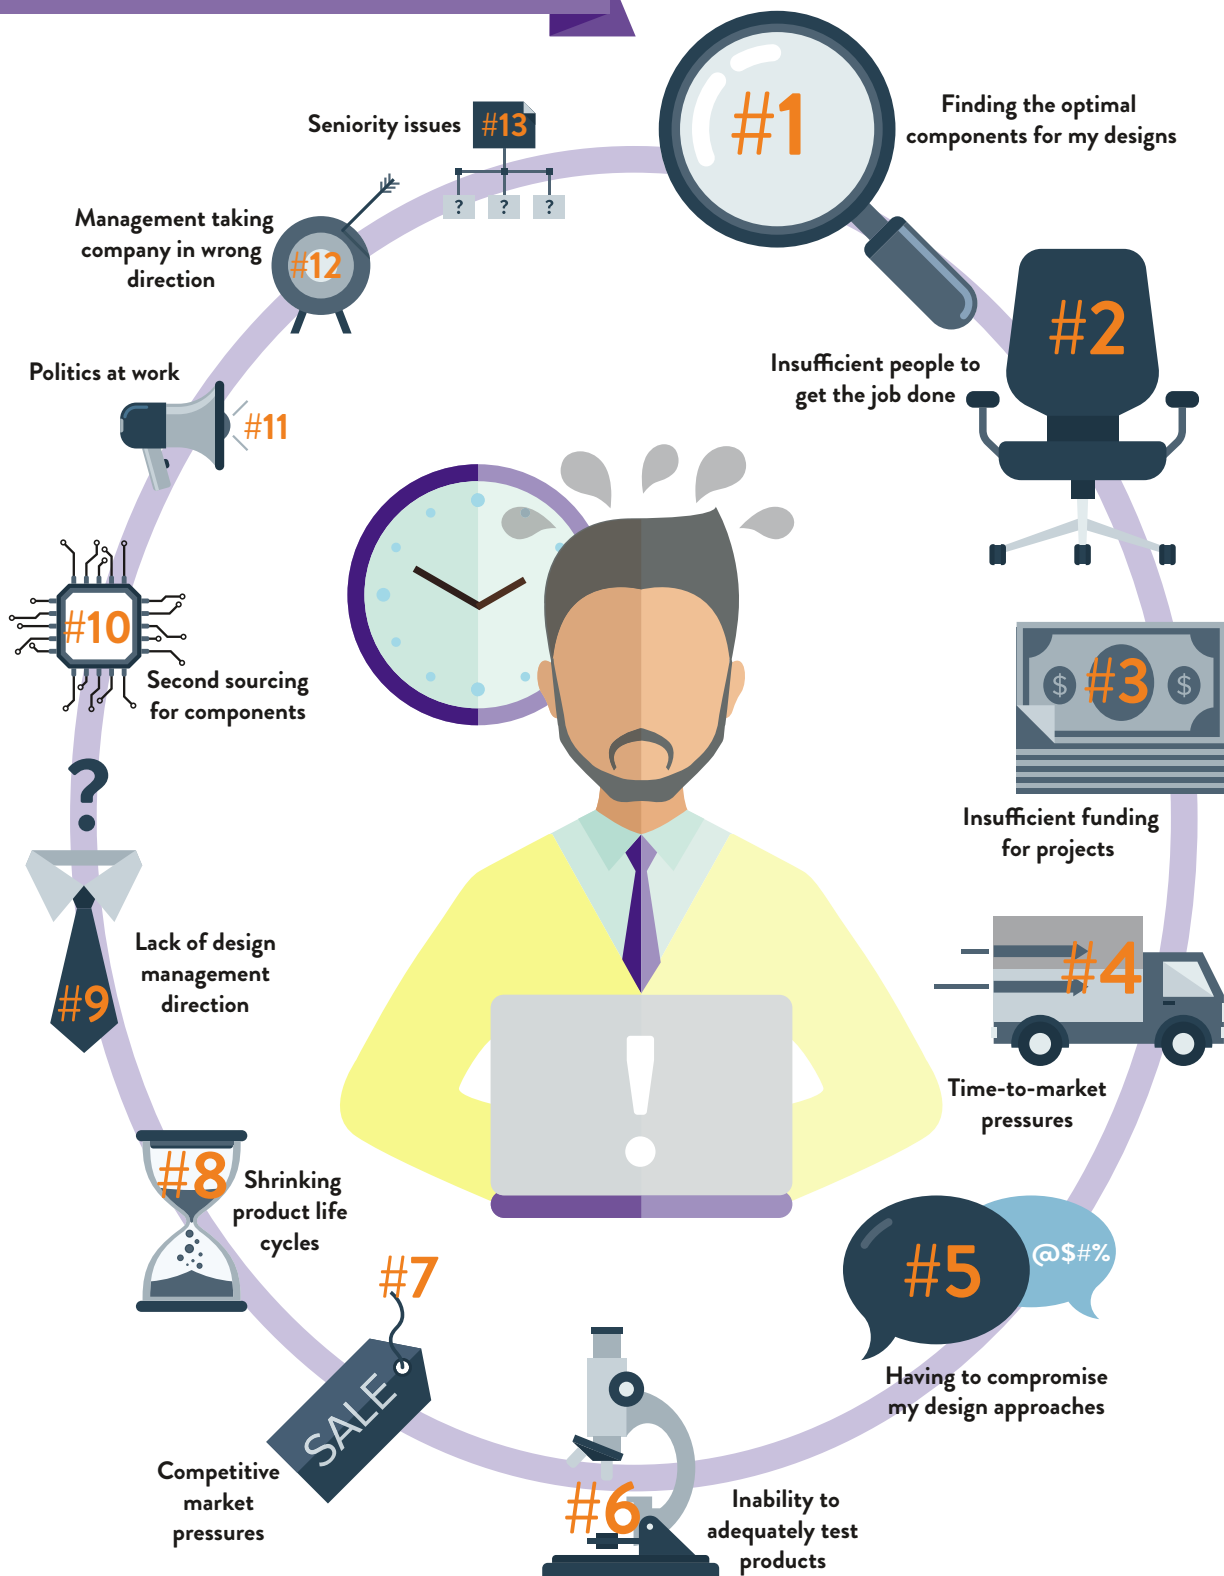 #1
Finding the optimal
components for my designs
#2
Insufficient people to
get the job done
$ #3 $
Insufficient funding
for projects
#4
Time-to-market
pressures
#5
@$#%
Having to compromise
my design approaches
#6
Inability to
adequately test
products
#7
SALE
Competitive
market
pressures
#8
Shrinking
product life
cycles
?
#9
Lack of design
management
direction
#10
Second sourcing
for components
Politics at work
#11
Management taking
company in wrong
direction
#12
Seniority issues
#13
? ? ?
!